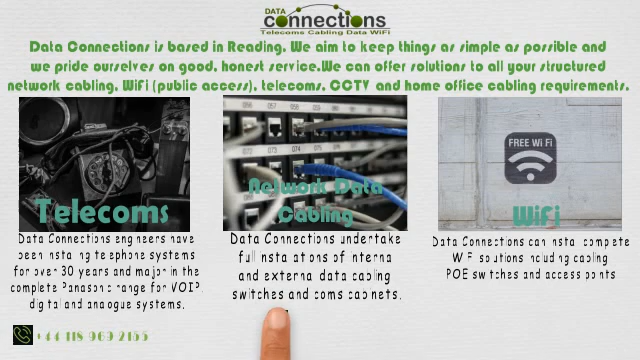 DATA
connections
Telecoms Cabling Data WiFi
Data Connections is based in Reading, We aim to keep things as simple as possible and
we pride ourselves on good, honest service.We can offer solutions to all your structured
network cabling, WiFi (public access), telecoms, CCTV and home office cabling requirements.
056 057 058
072 073 074
FREE Wi Fi
Telecoms
Network Data
Cabling
WiFi
Data Connections engineers have
been installing telephone systems
for over 30 years and major in the
complete Panasonic range for VOIP,
digital and analogue systems.
Data Connections undertake
full installations of internal
and external data cabling
switches and coms cabinets.
Data Connections can install complete
WiFi solutions including cabling
POE switches and access points
+44 118 969 2155